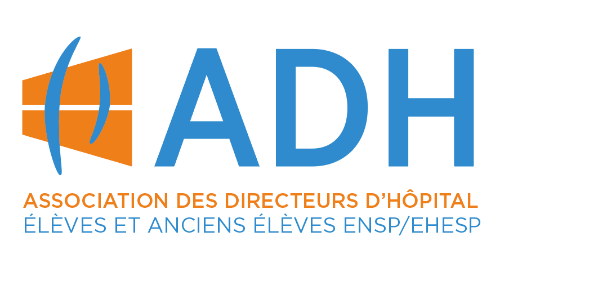 ADH
ASSOCIATION DES DIRECTEURS D'HÔPITAL
ÉLÈVES ET ANCIENS ÉLÈVES ENSP/EHESP